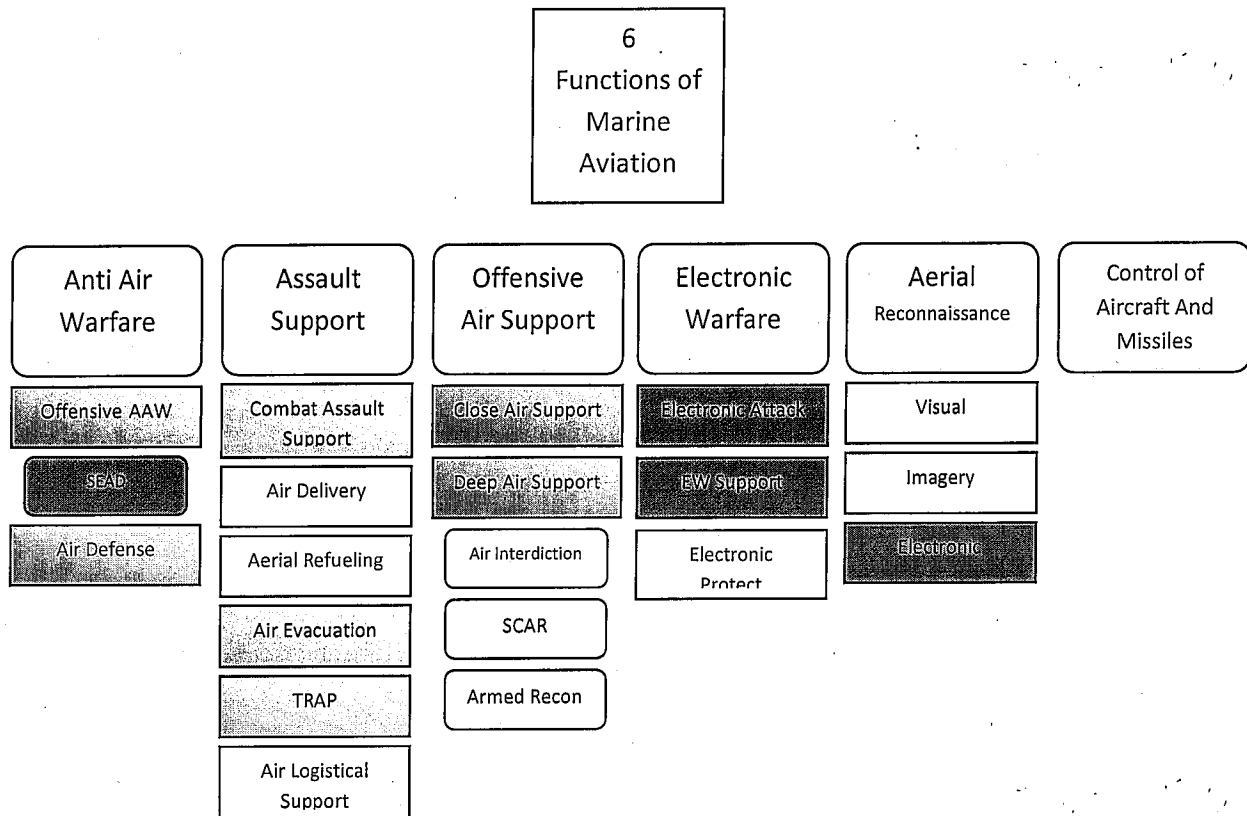 6
Functions of
Marine
Aviation
Anti Air
Warfare
Offensive AAW
SEAD
Air Defense
Assault
Support
Combat Assault
Support
Air Delivery
Aerial Refueling
Air Evacuation
TRAP
Air Logistical
Support
Offensive
Air Support
Close Air Support
Deep Air Support
Air Interdiction
SCAR
Armed Recon
Electronic
Warfare
Electronic Attack
EW Support
Electronic
Protect
Aerial
Reconnaissance
Visual
Imagery
Electronic
Control of
Aircraft And
Missiles